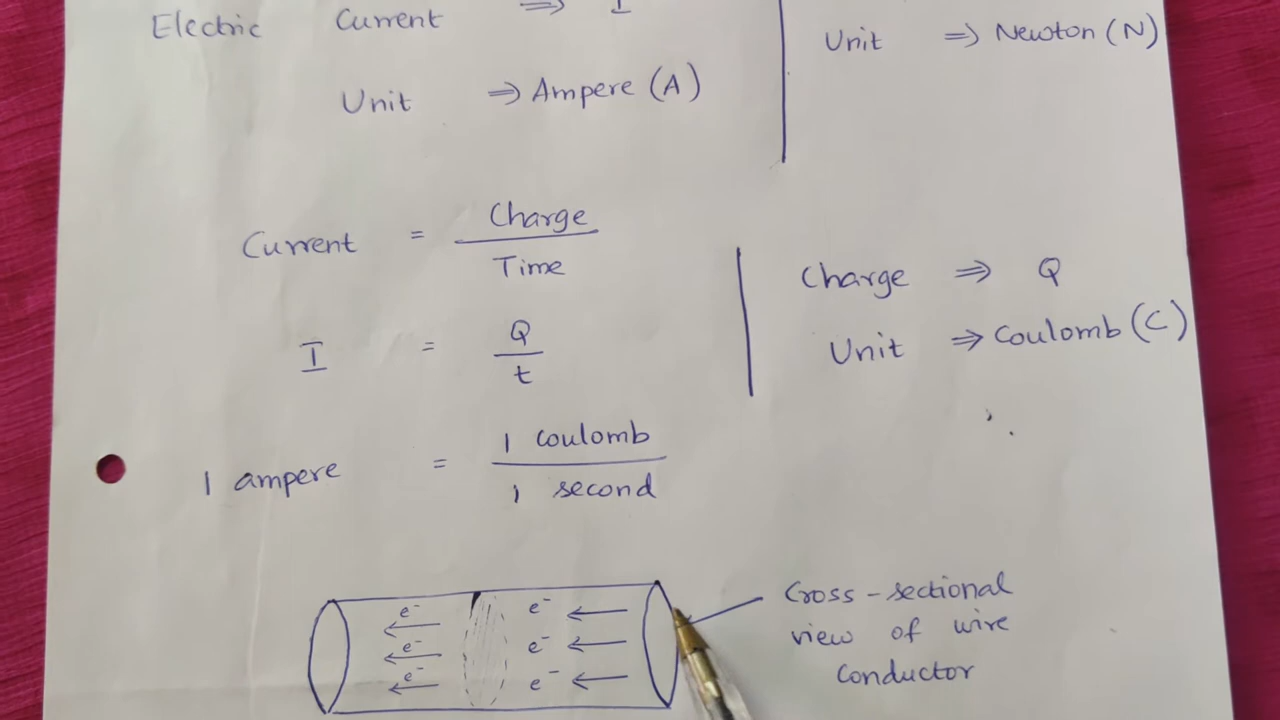 Electric Current ⇒ I
Unit ⇒ Ampere (A)
Unit ⇒ Newton (N)
Current = Charge / Time
I = Q / t
1 ampere = 1 coulomb / 1 second
Charge ⇒ Q
Unit ⇒ Coulomb (C)
e⁻ e⁻
e⁻ e⁻
e⁻ e⁻
Cross-sectional
view of wire
conductor